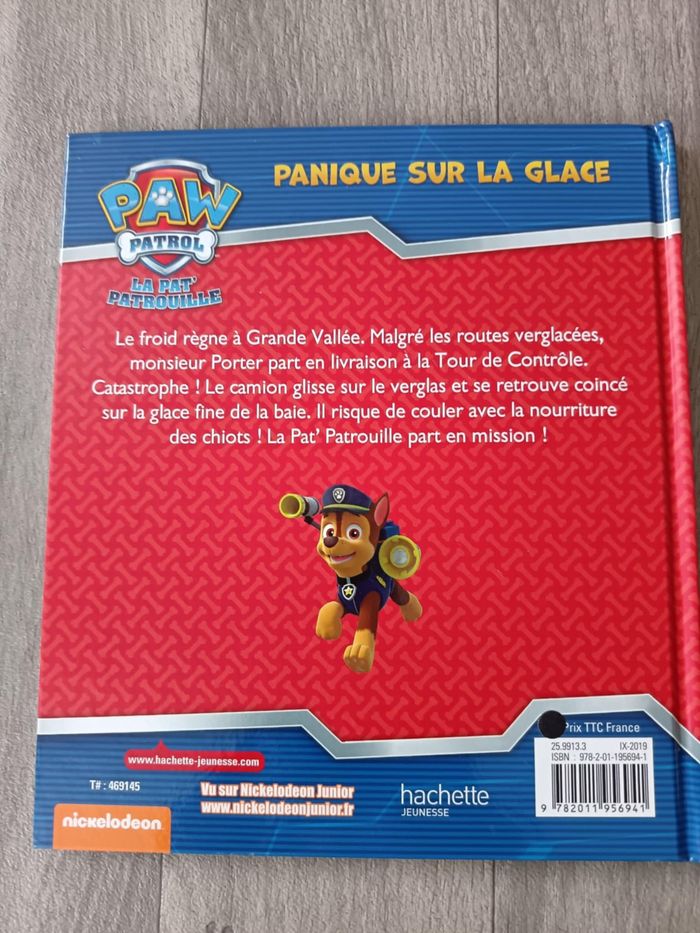 PAW
PATROL
LA PAT'
PATROUILLE
PANIQUE SUR LA GLACE
Le froid règne à Grande Vallée. Malgré les routes verglacées,
monsieur Porter part en livraison à la Tour de Contrôle.
Catastrophe ! Le camion glisse sur le verglas et se retrouve coincé
sur la glace fine de la baie. Il risque de couler avec la nourriture
des chiots ! La Pat' Patrouille part en mission !
www.hachette-jeunesse.com
T# : 469145
nickelodeon
Vu sur Nickelodeon Junior
www.nickelodeonjunior.fr
hachette
JEUNESSE
Prix TTC France
25.9913.3 IX-2019
ISBN : 978-2-01-195694-1
9 782011 956941